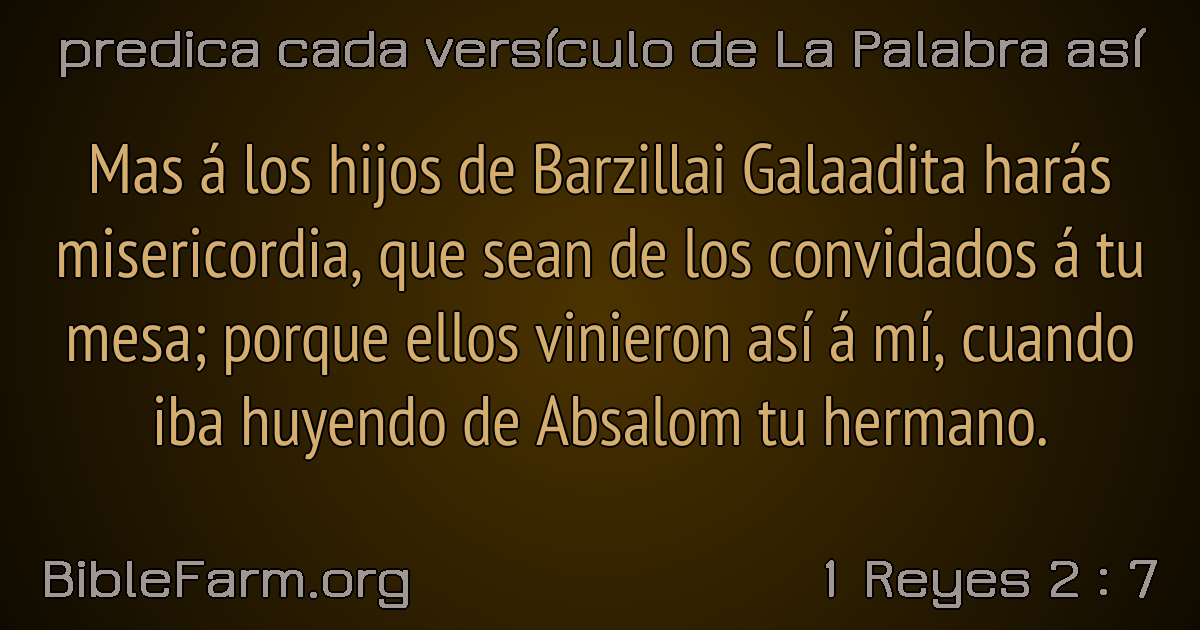 predica cada versículo de La Palabra así
Mas á los hijos de Barzillai Galaadita harás
misericordia, que sean de los convidados á tu
mesa; porque ellos vinieron así á mí, cuando
iba huyendo de Absalom tu hermano.
BibleFarm.org
1 Reyes 2 : 7